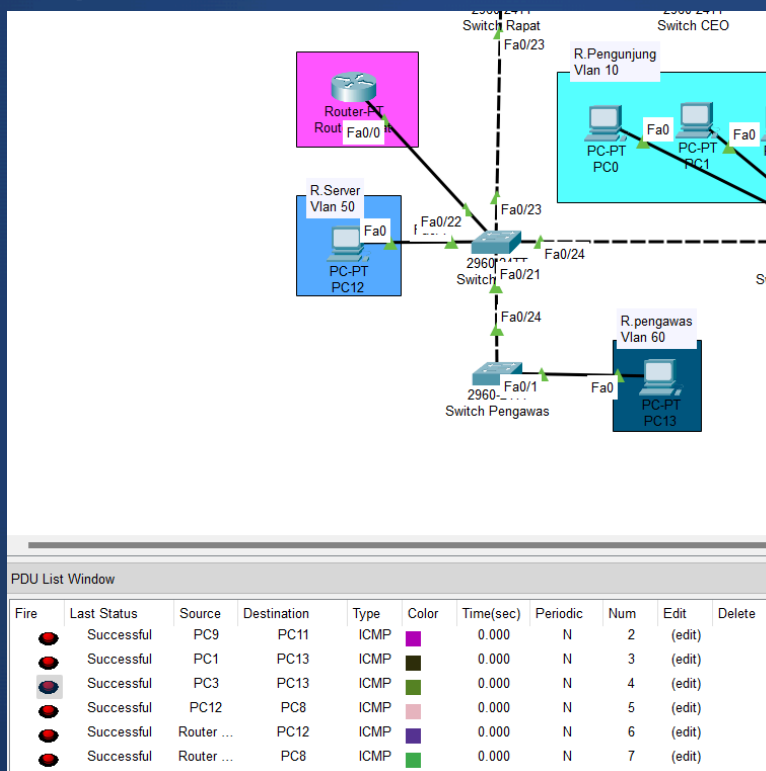 Switch Rapat
Switch CEO
Fa0/23
R.Pengunjung
Vlan 10
Router-PT
Fa0/0
Fa0
PC-PT
PC0
Fa0
PC-PT
PC1
R.Server
Vlan 50
Fa0/23
Fa0/22
Fa0
Fa0/24
PC-PT
PC12
Switch
Fa0/21
Fa0/24
R.pengawas
Vlan 60
Fa0/1
Fa0
Switch Pengawas
PC-PT
PC13
PDU List Window
Fire Last Status Source Destination Type Color Time(sec) Periodic Num Edit Delete
Successful PC9 PC11 ICMP 0.000 N 2 (edit)
Successful PC1 PC13 ICMP 0.000 N 3 (edit)
Successful PC3 PC13 ICMP 0.000 N 4 (edit)
Successful PC12 PC8 ICMP 0.000 N 5 (edit)
Successful Router ... PC12 ICMP 0.000 N 6 (edit)
Successful Router ... PC8 ICMP 0.000 N 7 (edit)